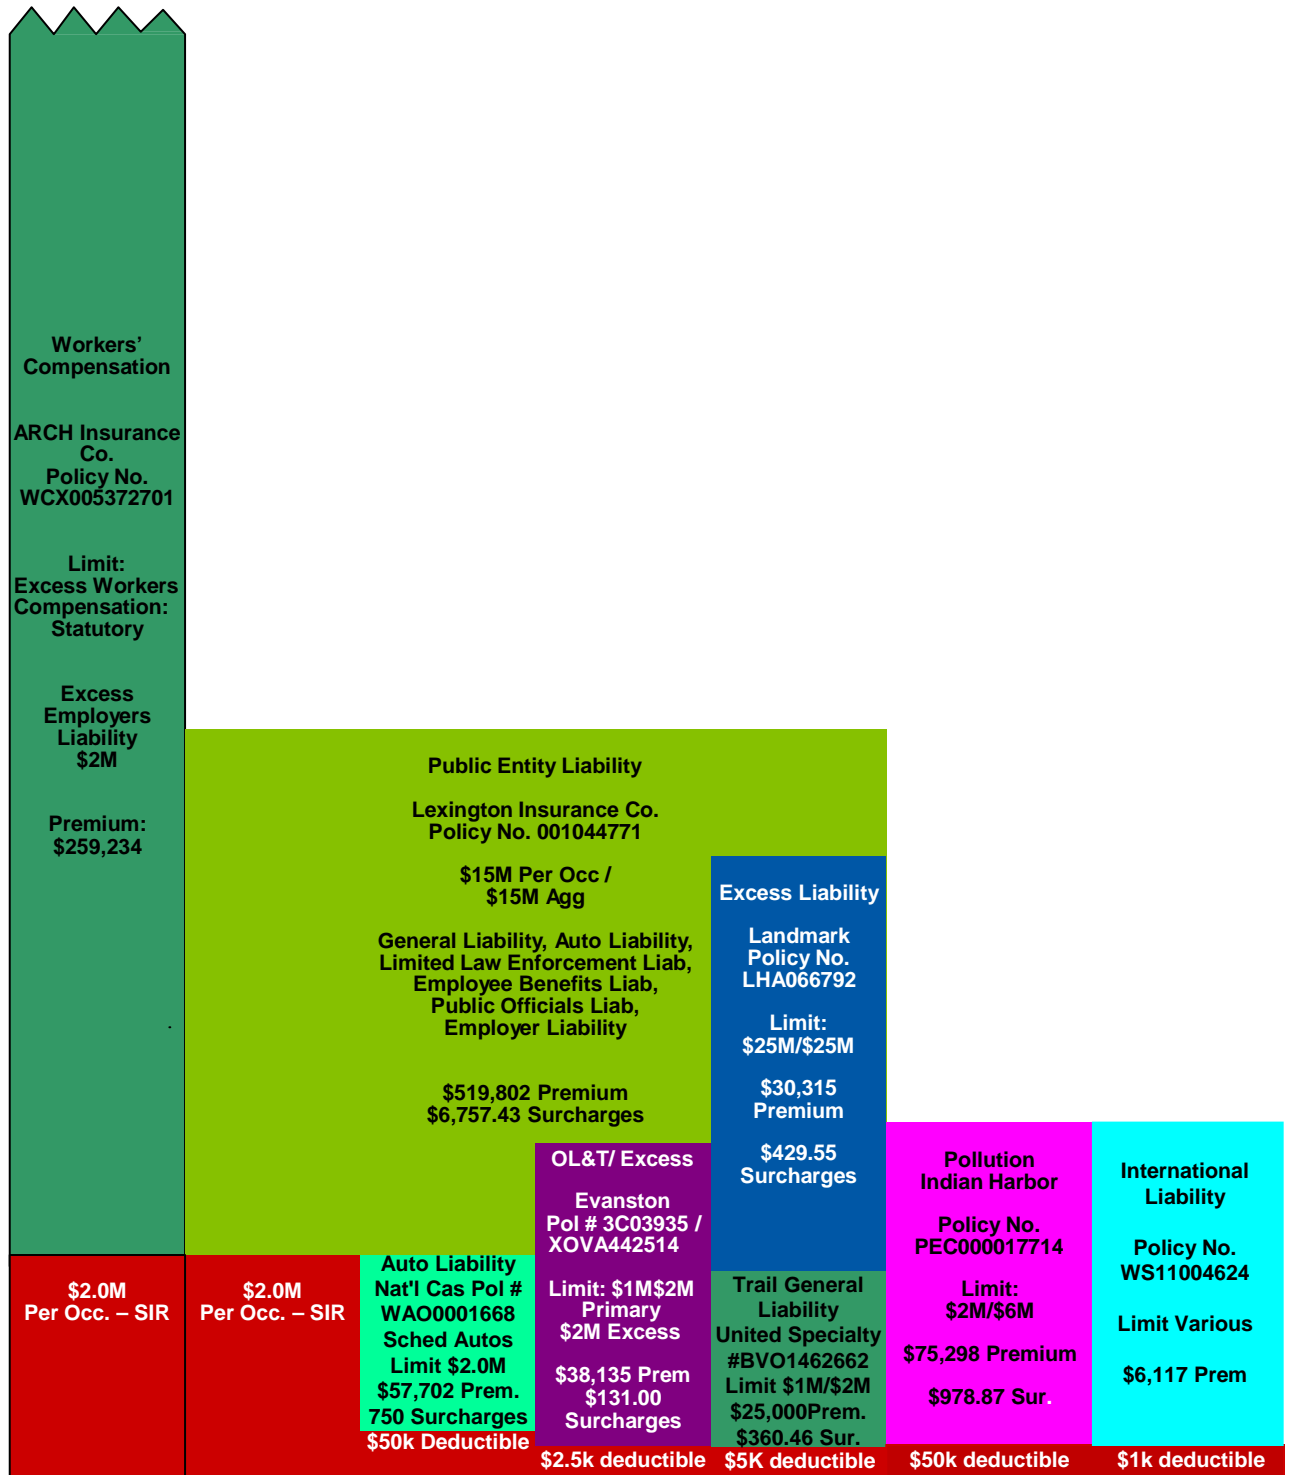 Workers’
Compensation
ARCH Insurance
Co.
Policy No.
WCX005372701
Limit:
Excess Workers
Compensation:
Statutory
Excess
Employers
Liability
$2M
Premium:
$259,234
$2.0M
Per Occ. – SIR
Public Entity Liability
Lexington Insurance Co.
Policy No. 001044771
$15M Per Occ /
$15M Agg
General Liability, Auto Liability,
Limited Law Enforcement Liab,
Employee Benefits Liab,
Public Officials Liab,
Employer Liability
$519,802 Premium
$6,757.43 Surcharges
$2.0M
Per Occ. – SIR
Auto Liability
Nat'l Cas Pol #
WAO0001668
Sched Autos
Limit $2.0M
$57,702 Prem.
750 Surcharges
$50k Deductible
OL&T/ Excess
Evanston
Pol # 3C03935 /
XOVA442514
Limit: $1M$2M
Primary
$2M Excess
$38,135 Prem
$131.00
Surcharges
$2.5k deductible
Excess Liability
Landmark
Policy No.
LHA066792
Limit:
$25M/$25M
$30,315
Premium
$429.55
Surcharges
Trail General
Liability
United Specialty
#BVO1462662
Limit $1M/$2M
$25,000Prem.
$360.46 Sur.
$5K deductible
Pollution
Indian Harbor
Policy No.
PEC000017714
Limit:
$2M/$6M
$75,298 Premium
$978.87 Sur.
$50k deductible
International
Liability
Policy No.
WS11004624
Limit Various
$6,117 Prem
$1k deductible